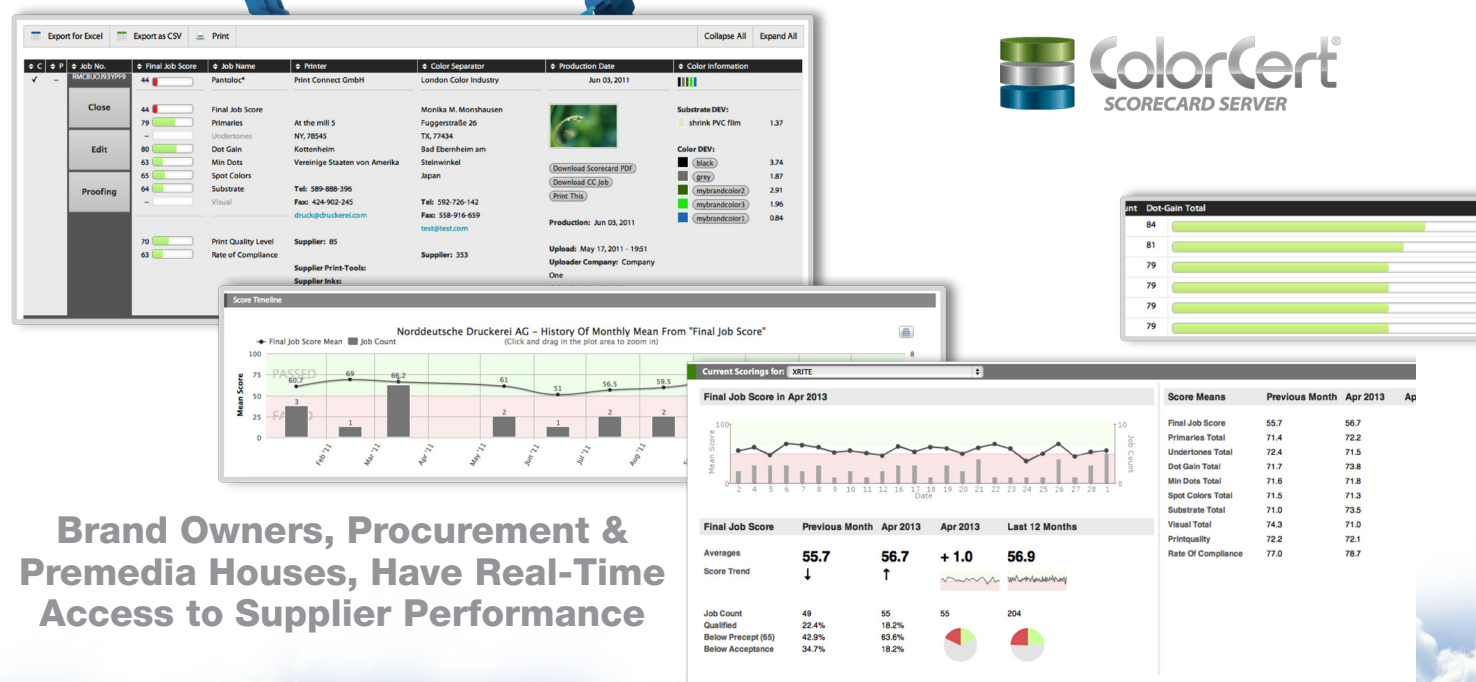 Export for Excel Export as CSV Print Collapse All Expand All
C P Job No. Final Job Score Job Name Printer Color Separator Production Date Color Information
✓ – RMCBUOJ93YPF9 44 Pantoloc* Print Connect GmbH London Color Industry Jun 03, 2011
Close
Edit
Proofing
44 Final Job Score
79 Primaries
– Undertones
80 Dot Gain
63 Min Dots
65 Spot Colors
64 Substrate
– Visual
70 Print Quality Level
63 Rate of Compliance
At the mill 5
NY, 78545
Kottenheim
Vereinige Staaten von Amerika
Tel: 589-888-396
Fax: 424-902-245
druck@druckerei.com
Supplier: 85
Supplier Print-Tools:
Supplier Inks:
Monika M. Monshausen
Fuggerstraße 26
TX, 77434
Bad Ebernheim am
Steinwinkel
Japan
Tel: 592-726-142
Fax: 558-916-659
test@test.com
Supplier: 353
Download Scorecard PDF
Download CC Job
Print This
Production: Jun 03, 2011
Upload: May 17, 2011 - 1951
Uploader Company: Company
One
Substrate DEV:
shrink PVC film 1.37
Color DEV:
black 3.74
grey 1.87
mybrandcolor2 2.91
mybrandcolor3 1.96
mybrandcolor1 0.84
ColorCert®
SCORECARD SERVER
Dot-Gain Total
84
81
79
79
79
79
Score Timeline
Norddeutsche Druckerei AG – History Of Monthly Mean From "Final Job Score"
(Click and drag in the plot area to zoom in)
Final Job Score Mean Job Count
Mean Score
100
75
50
25
0
8
PASSED
60.7 69 66.2 61 51 56.5 59.5
3 1 2 1 2 2
Feb '11 Mar '11 Apr '11 May '11 Jun '11 Jul '11 Aug '11
Current Scorings for: XRITE
Final Job Score in Apr 2013
Mean Score
100
0
10
0
Job Count
2 4 5 6 7 8 9 10 11 12 16 17 18 19 20 21 22 23 24 25 26 27 28 1
Date
Final Job Score Previous Month Apr 2013 Apr 2013 Last 12 Months
Averages 55.7 56.7 + 1.0 56.9
Score Trend ↓ ↑
Job Count 49 55 55 204
Qualified 22.4% 18.2%
Below Precept (65) 42.9% 63.6%
Below Acceptance 34.7% 18.2%
Score Means Previous Month Apr 2013 Ap
Final Job Score 55.7 56.7
Primaries Total 71.4 72.2
Undertones Total 72.4 71.5
Dot Gain Total 71.7 73.8
Min Dots Total 71.6 71.8
Spot Colors Total 71.5 71.3
Substrate Total 71.0 73.5
Visual Total 74.3 71.0
Printquality 72.2 72.1
Rate Of Compliance 77.0 78.7
Brand Owners, Procurement &
Premedia Houses, Have Real-Time
Access to Supplier Performance